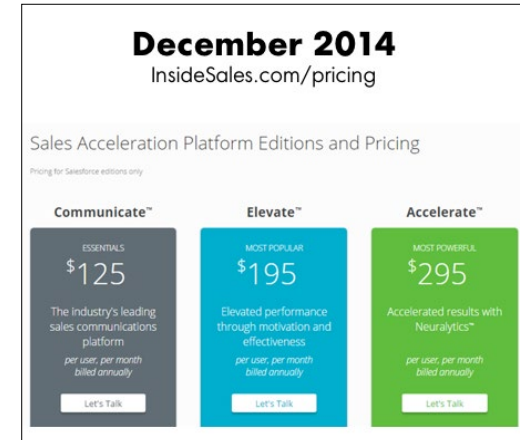 December 2014
InsideSales.com/pricing
Sales Acceleration Platform Editions and Pricing
Pricing for Salesforce editions only
Communicate™
ESSENTIALS
$125
The industry's leading
sales communications
platform
per user, per month
billed annually
Let's Talk
Elevate™
MOST POPULAR
$195
Elevated performance
through motivation and
effectiveness
per user, per month
billed annually
Let's Talk
Accelerate™
MOST POWERFUL
$295
Accelerated results with
Neuralytics™
per user, per month
billed annually
Let's Talk